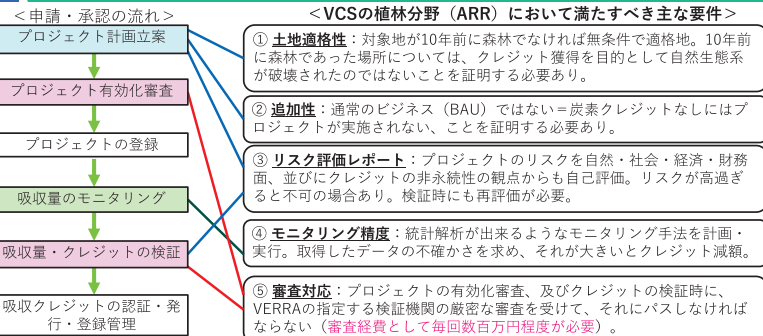 ＜申請・承認の流れ＞
プロジェクト計画立案
プロジェクト有効化審査
プロジェクトの登録
吸収量のモニタリング
吸収量・クレジットの検証
吸収クレジットの認証・発
行・登録管理
＜VCSの植林分野（ARR）において満たすべき主な要件＞
① 土地適格性：対象地が10年前に森林でなければ無条件で適格地。10年前
に森林であった場所については、クレジット獲得を目的として自然生態系
が破壊されたのではないことを証明する必要あり。
② 追加性：通常のビジネス（BAU）ではない＝炭素クレジットなしにはプ
ロジェクトが実施されない、ことを証明する必要あり。
③ リスク評価レポート：プロジェクトのリスクを自然・社会・経済・財務
面、並びにクレジットの非永続性の観点からも自己評価。リスクが高過ぎ
ると不可の場合あり。検証時にも再評価が必要。
④ モニタリング精度：統計解析が出来るようなモニタリング手法を計画・
実行。取得したデータの不確かさを求め、それが大きいとクレジット減額。
⑤ 審査対応：プロジェクトの有効化審査、及びクレジットの検証時に、
VERRAの指定する検証機関の厳密な審査を受けて、それにパスしなければ
ならない（審査経費として毎回数百万円程度が必要）。